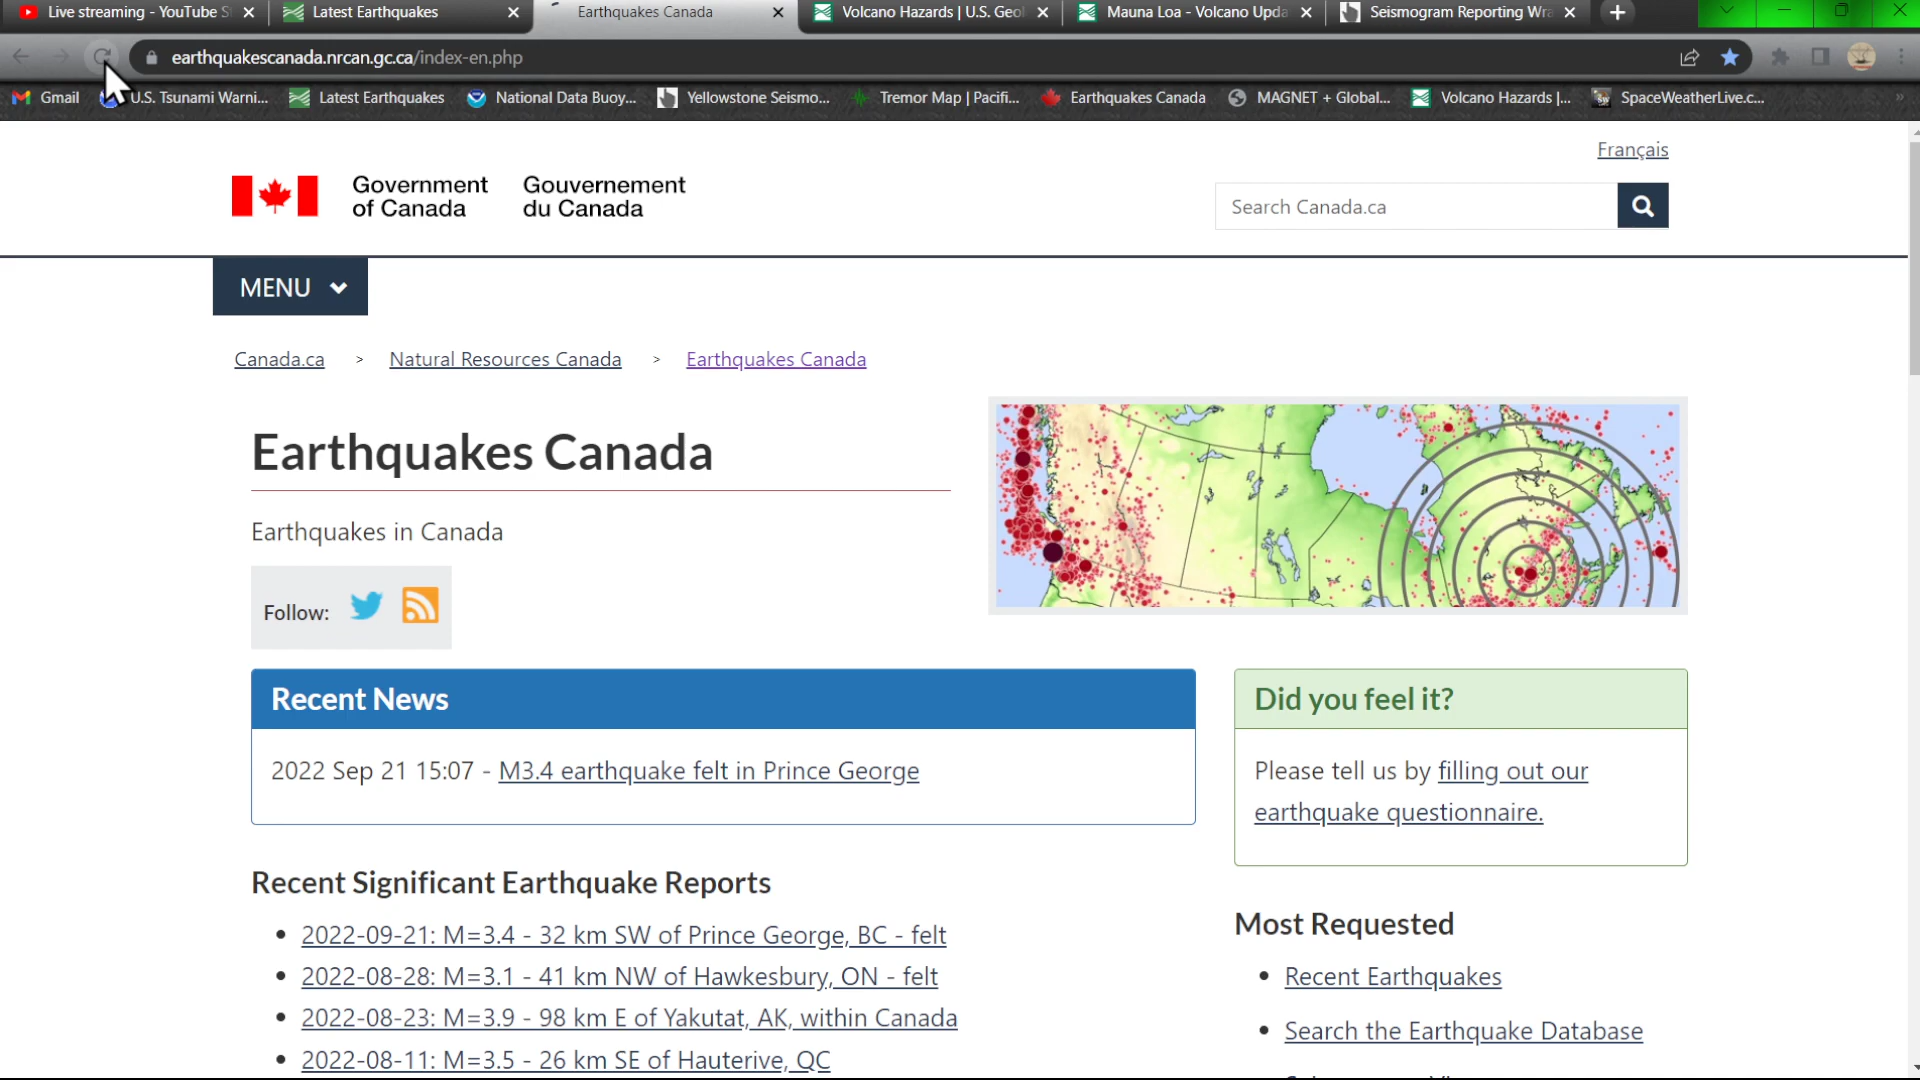 Live streaming - YouTube S
Latest Earthquakes
Earthquakes Canada
Volcano Hazards | U.S. Geol
Mauna Loa - Volcano Upda
Seismogram Reporting Wra
earthquakescanada.nrcan.gc.ca/index-en.php
Gmail
U.S. Tsunami Warni...
Latest Earthquakes
National Data Buoy...
Yellowstone Seismo...
Tremor Map | Pacifi...
Earthquakes Canada
MAGNET + Global...
Volcano Hazards |...
SpaceWeatherLive.c...
Français
Government of Canada
Gouvernement du Canada
Search Canada.ca
MENU
Canada.ca > Natural Resources Canada > Earthquakes Canada
Earthquakes Canada
Earthquakes in Canada
Follow:
Recent News
2022 Sep 21 15:07 - M3.4 earthquake felt in Prince George
Did you feel it?
Please tell us by filling out our
earthquake questionnaire.
Recent Significant Earthquake Reports
2022-09-21: M=3.4 - 32 km SW of Prince George, BC - felt
2022-08-28: M=3.1 - 41 km NW of Hawkesbury, ON - felt
2022-08-23: M=3.9 - 98 km E of Yakutat, AK, within Canada
2022-08-11: M=3.5 - 26 km SE of Hauterive, QC
Most Requested
Recent Earthquakes
Search the Earthquake Database